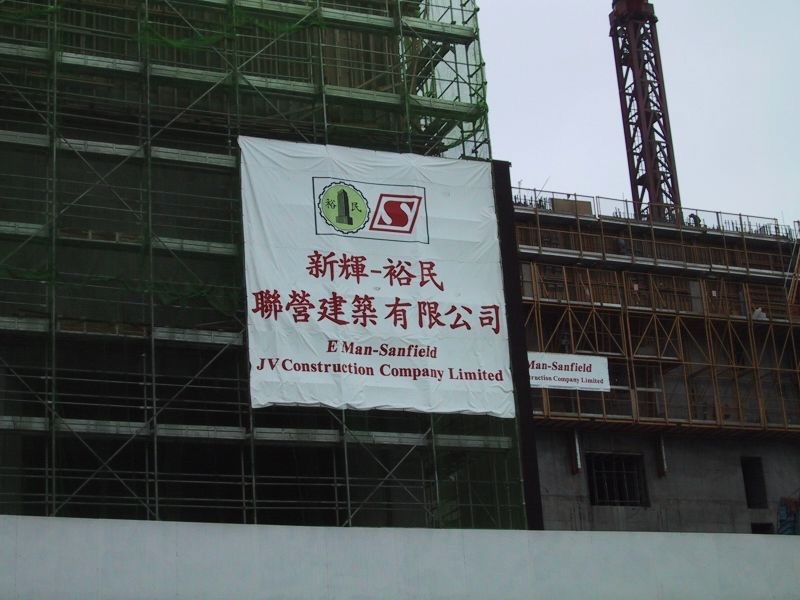 裕 民
S
新輝-裕民
聯營建築有限公司
E Man-Sanfield
JV Construction Company Limited
Man-Sanfield
Construction Company Limited